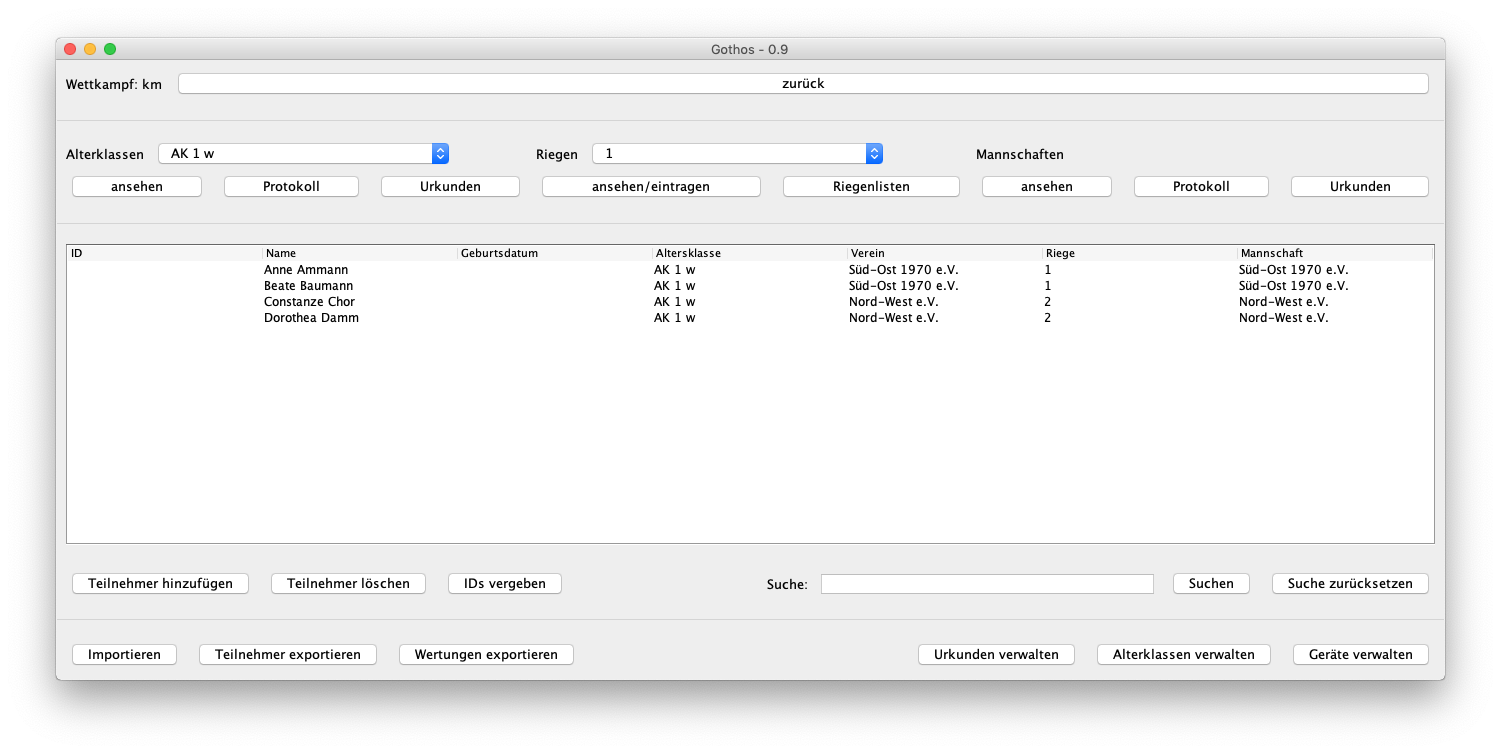 Gothos - 0.9
Wettkampf: km zurück
Alterklassen AK 1 w Riegen 1 Mannschaften
ansehen Protokoll Urkunden ansehen/eintragen Riegenlisten ansehen Protokoll Urkunden
ID Name Geburtsdatum Altersklasse Verein Riege Mannschaft
Anne Ammann AK 1 w Süd-Ost 1970 e.V. 1 Süd-Ost 1970 e.V.
Beate Baumann AK 1 w Süd-Ost 1970 e.V. 1 Süd-Ost 1970 e.V.
Constanze Chor AK 1 w Nord-West e.V. 2 Nord-West e.V.
Dorothea Damm AK 1 w Nord-West e.V. 2 Nord-West e.V.
Teilnehmer hinzufügen Teilnehmer löschen IDs vergeben Suche: Suchen Suche zurücksetzen
Importieren Teilnehmer exportieren Wertungen exportieren Urkunden verwalten Alterklassen verwalten Geräte verwalten